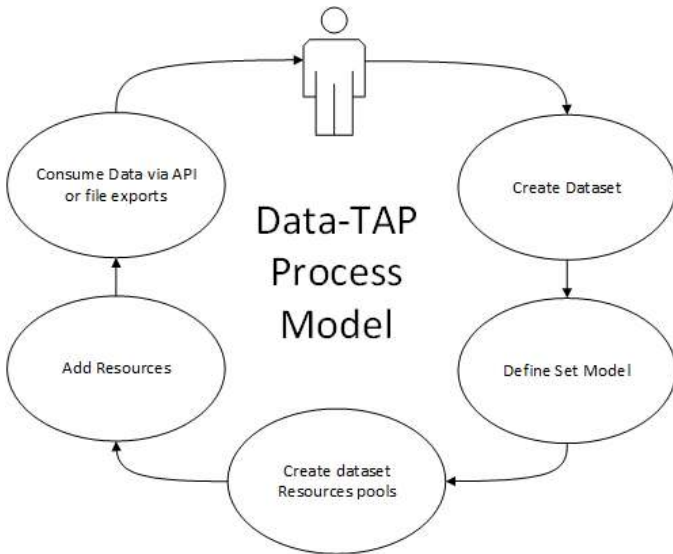 Consume Data via API
or file exports
Create Dataset
Data-TAP
Process
Model
Add Resources
Define Set Model
Create dataset
Resources pools